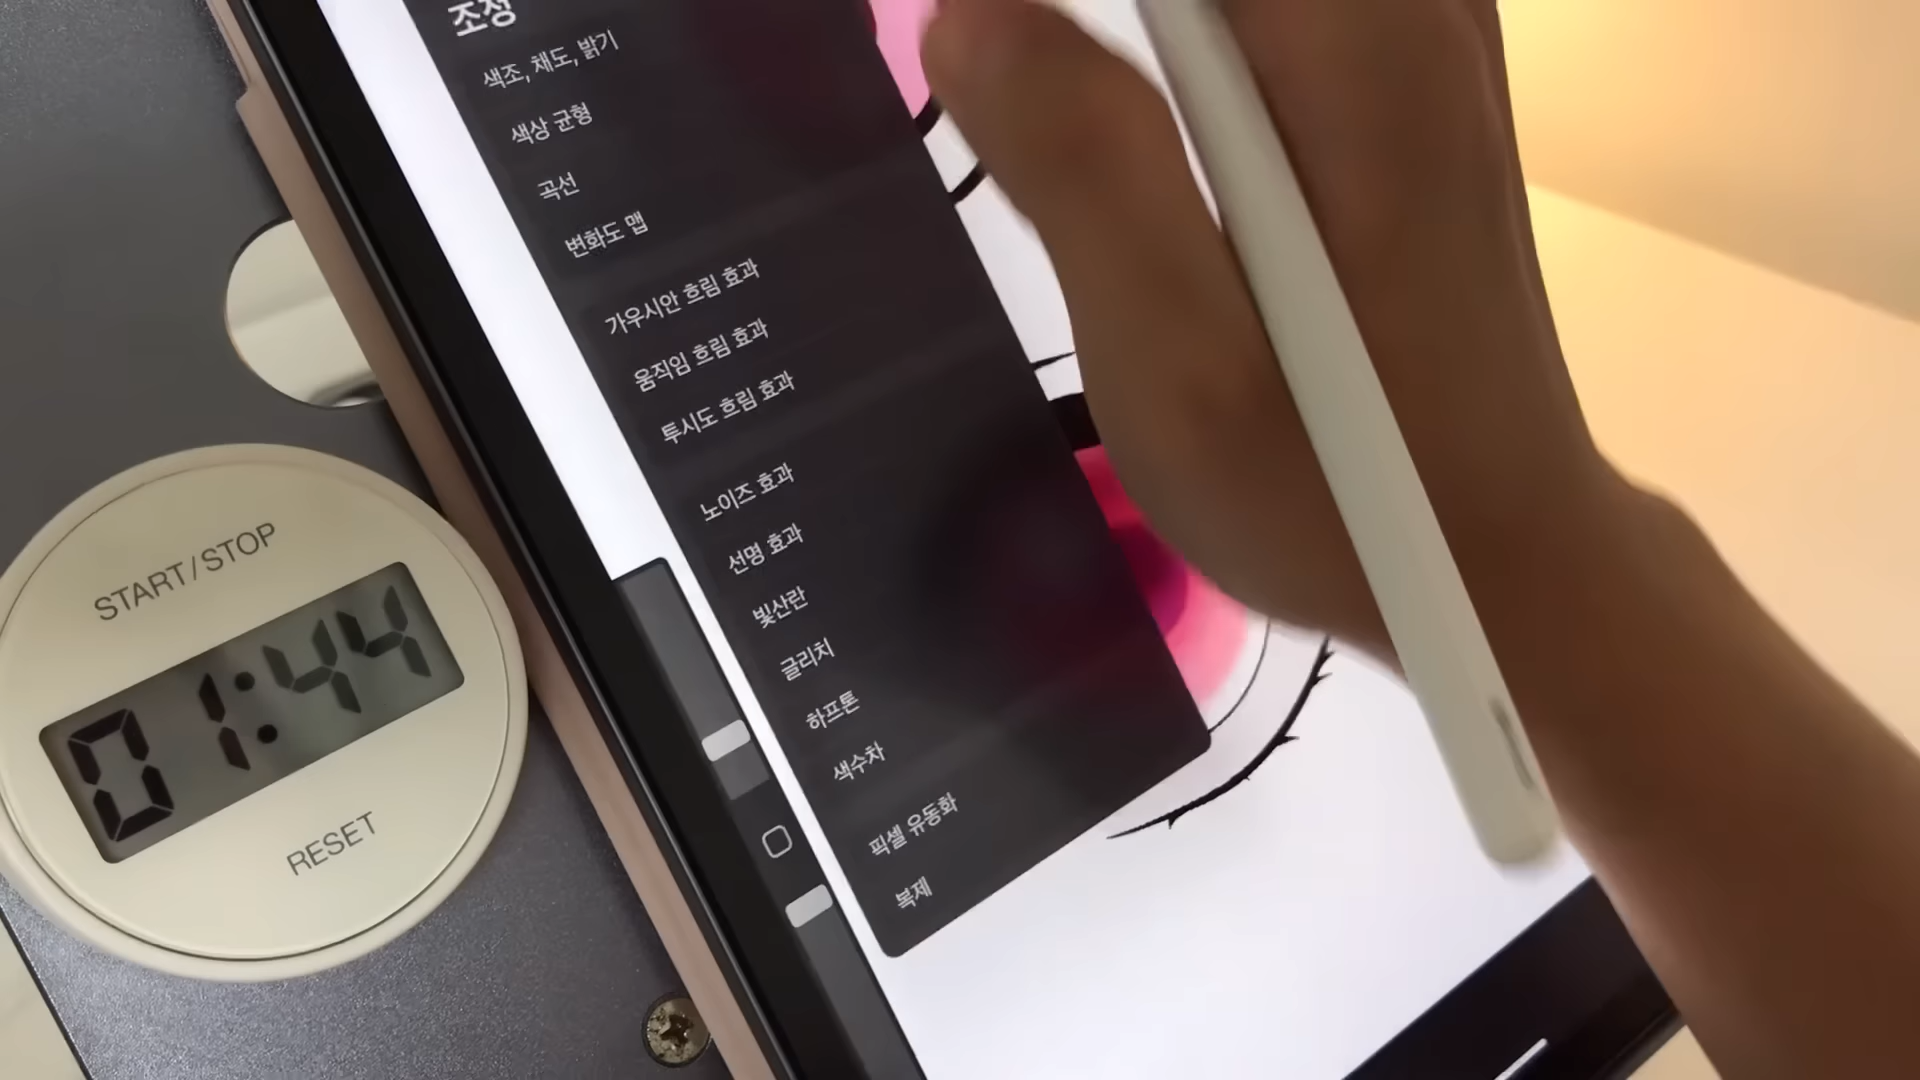 조정
색조, 채도, 밝기
색상 균형
곡선
변화도 맵
가우시안 흐림 효과
움직임 흐림 효과
투시도 흐림 효과
노이즈 효과
선명 효과
빛산란
글리치
하프톤
색수차
픽셀 유동화
복제
START/STOP
01:44
RESET